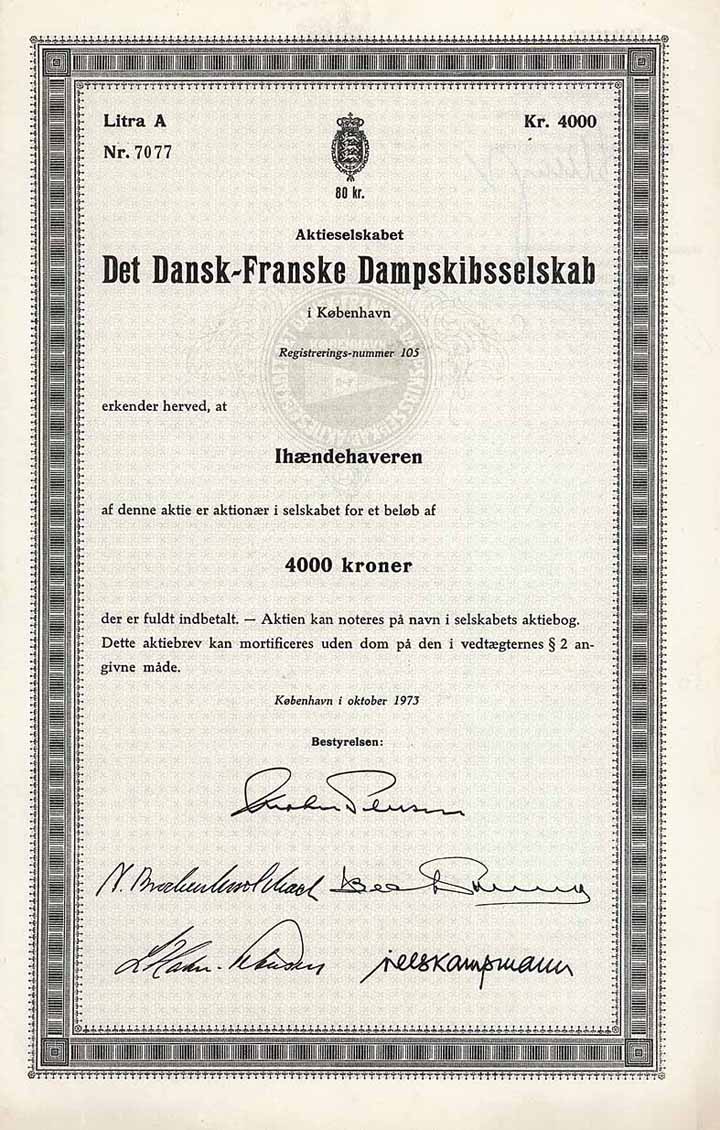 Litra A
Kr. 4000
Nr. 7077
80 kr.
Aktieselskabet
Det Dansk-Franske Dampskibsselskab
i København
Registrerings-nummer 105
KØBENHAVN
D-F
erkender herved, at
Ihændehaveren
af denne aktie er aktionær i selskabet for et beløb af
4000 kroner
der er fuldt indbetalt. — Aktien kan noteres på navn i selskabets aktiebog.
Dette aktiebrev kan mortificeres uden dom på den i vedtægternes § 2 an-
givne måde.
København i oktober 1973
Bestyrelsen:
nelskampmann